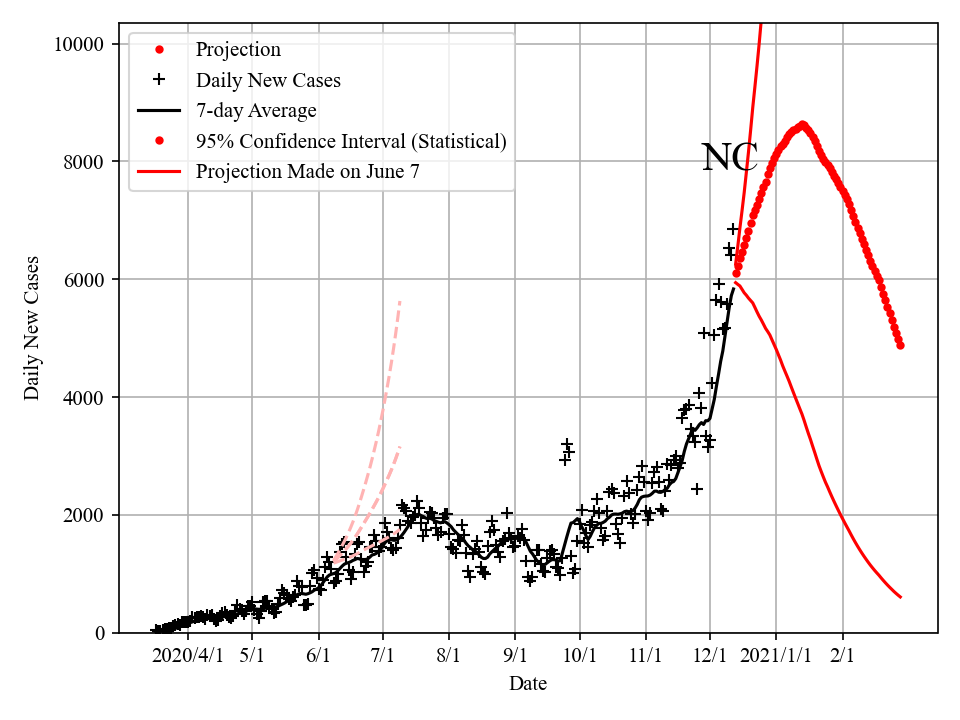 10000
8000
6000
4000
2000
0
Daily New Cases
Projection
Daily New Cases
7-day Average
95% Confidence Interval (Statistical)
Projection Made on June 7
NC
2020/4/1 5/1 6/1 7/1 8/1 9/1 10/1 11/1 12/1 2021/1/1 2/1
Date